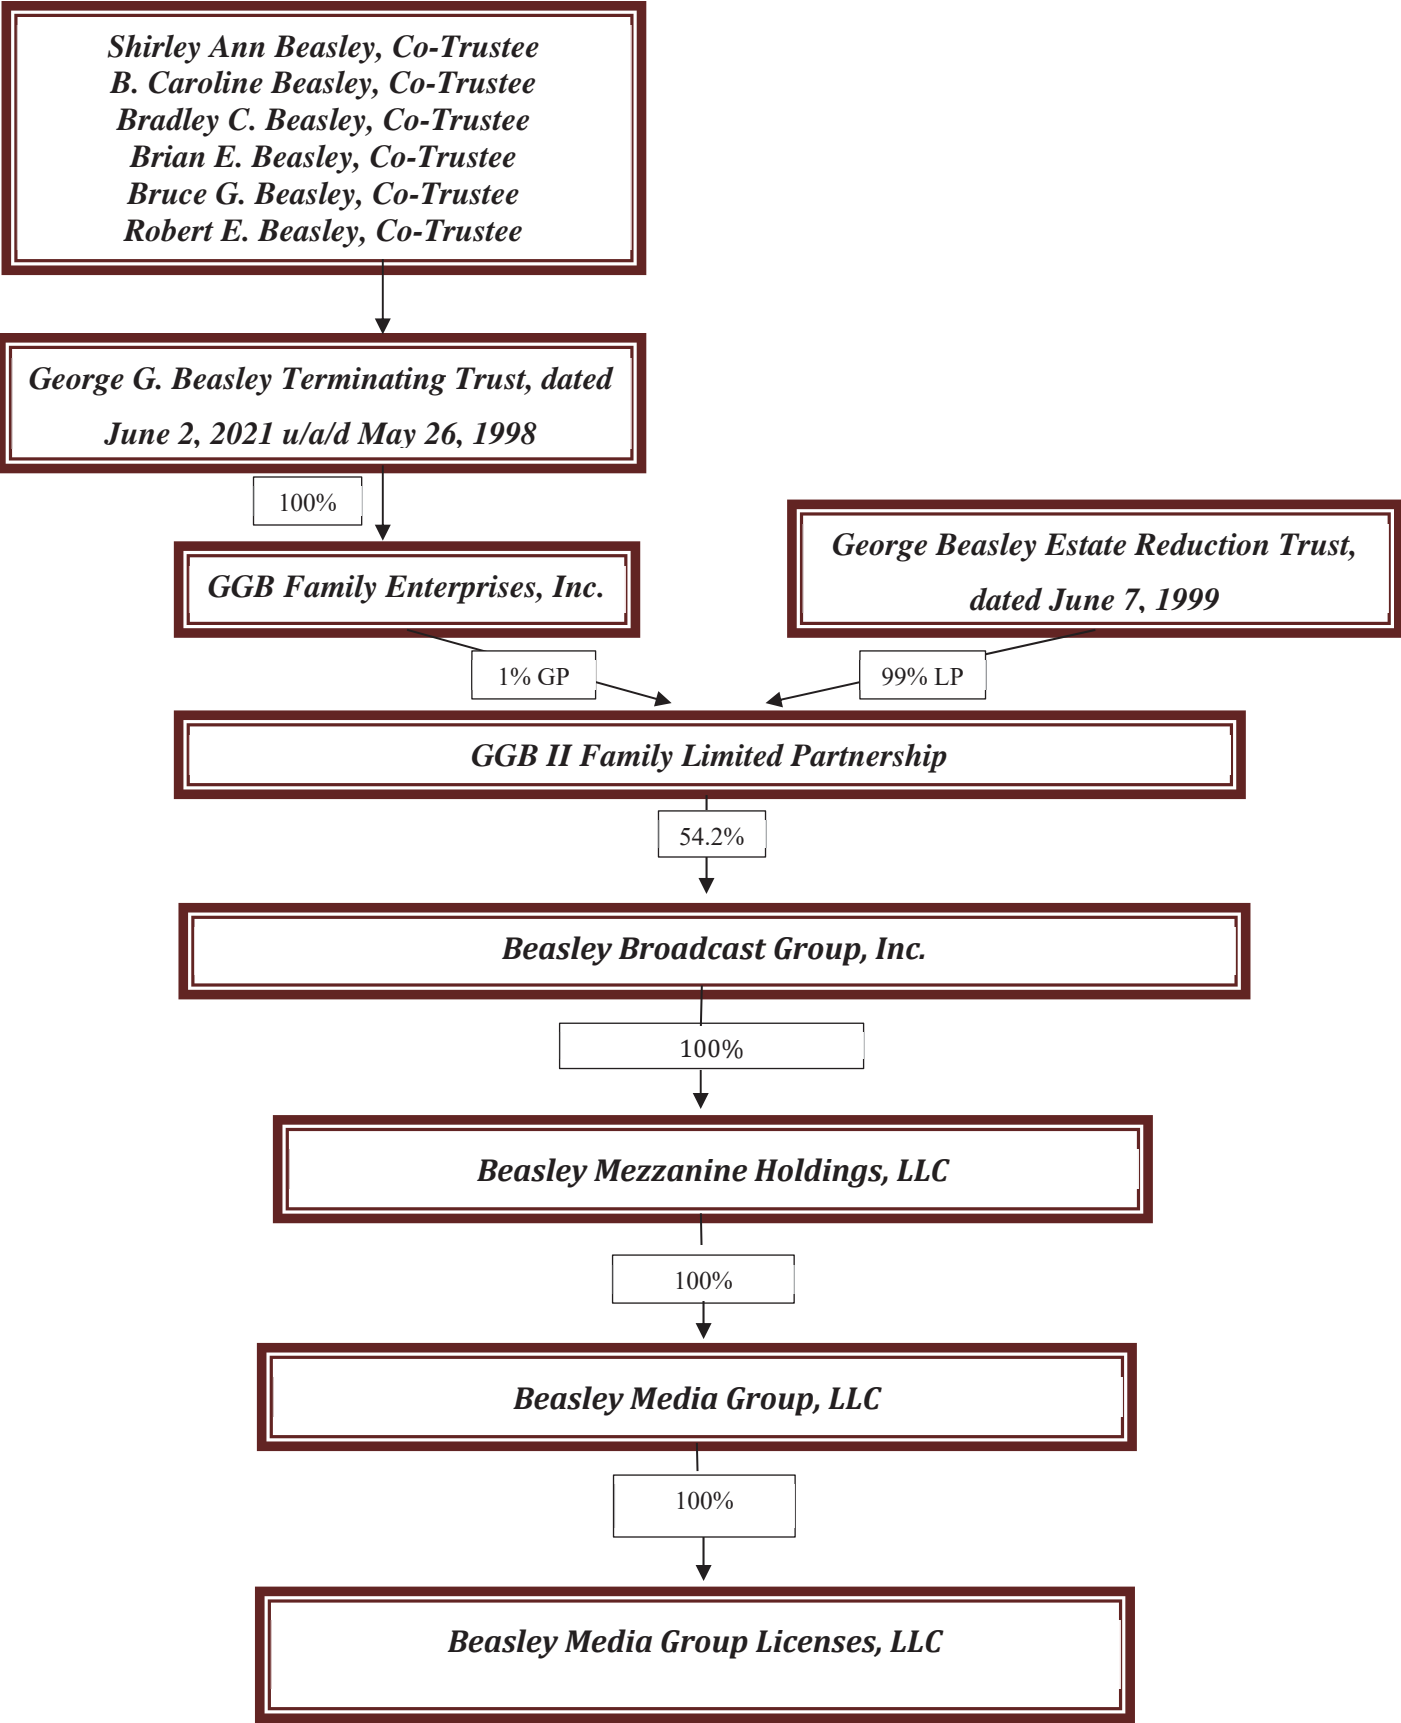 Shirley Ann Beasley, Co-Trustee
B. Caroline Beasley, Co-Trustee
Bradley C. Beasley, Co-Trustee
Brian E. Beasley, Co-Trustee
Bruce G. Beasley, Co-Trustee
Robert E. Beasley, Co-Trustee
George G. Beasley Terminating Trust, dated
June 2, 2021 u/a/d May 26, 1998
100%
George Beasley Estate Reduction Trust,
dated June 7, 1999
GGB Family Enterprises, Inc.
1% GP
99% LP
GGB II Family Limited Partnership
54.2%
Beasley Broadcast Group, Inc.
100%
Beasley Mezzanine Holdings, LLC
100%
Beasley Media Group, LLC
100%
Beasley Media Group Licenses, LLC